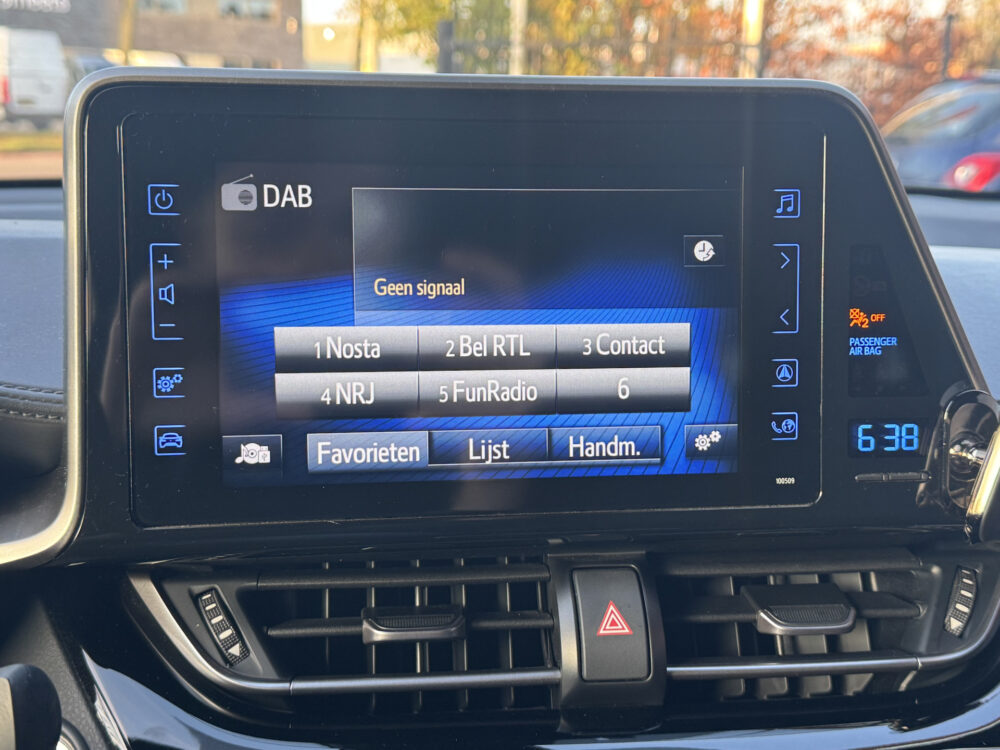 DAB
Geen signaal
1 Nosta
2 Bel RTL
3 Contact
4 NRJ
5 FunRadio
6
Favorieten
Lijst
Handm.
100509
2 OFF
PASSENGER
AIR BAG
6 38